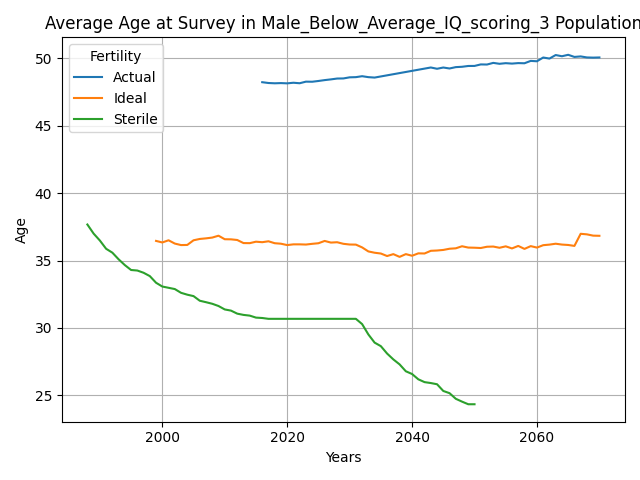 Average Age at Survey in Male_Below_Average_IQ_scoring_3 Population
Fertility
Actual
Ideal
Sterile
50
45
40
35
30
25
Age
2000 2020 2040 2060
Years